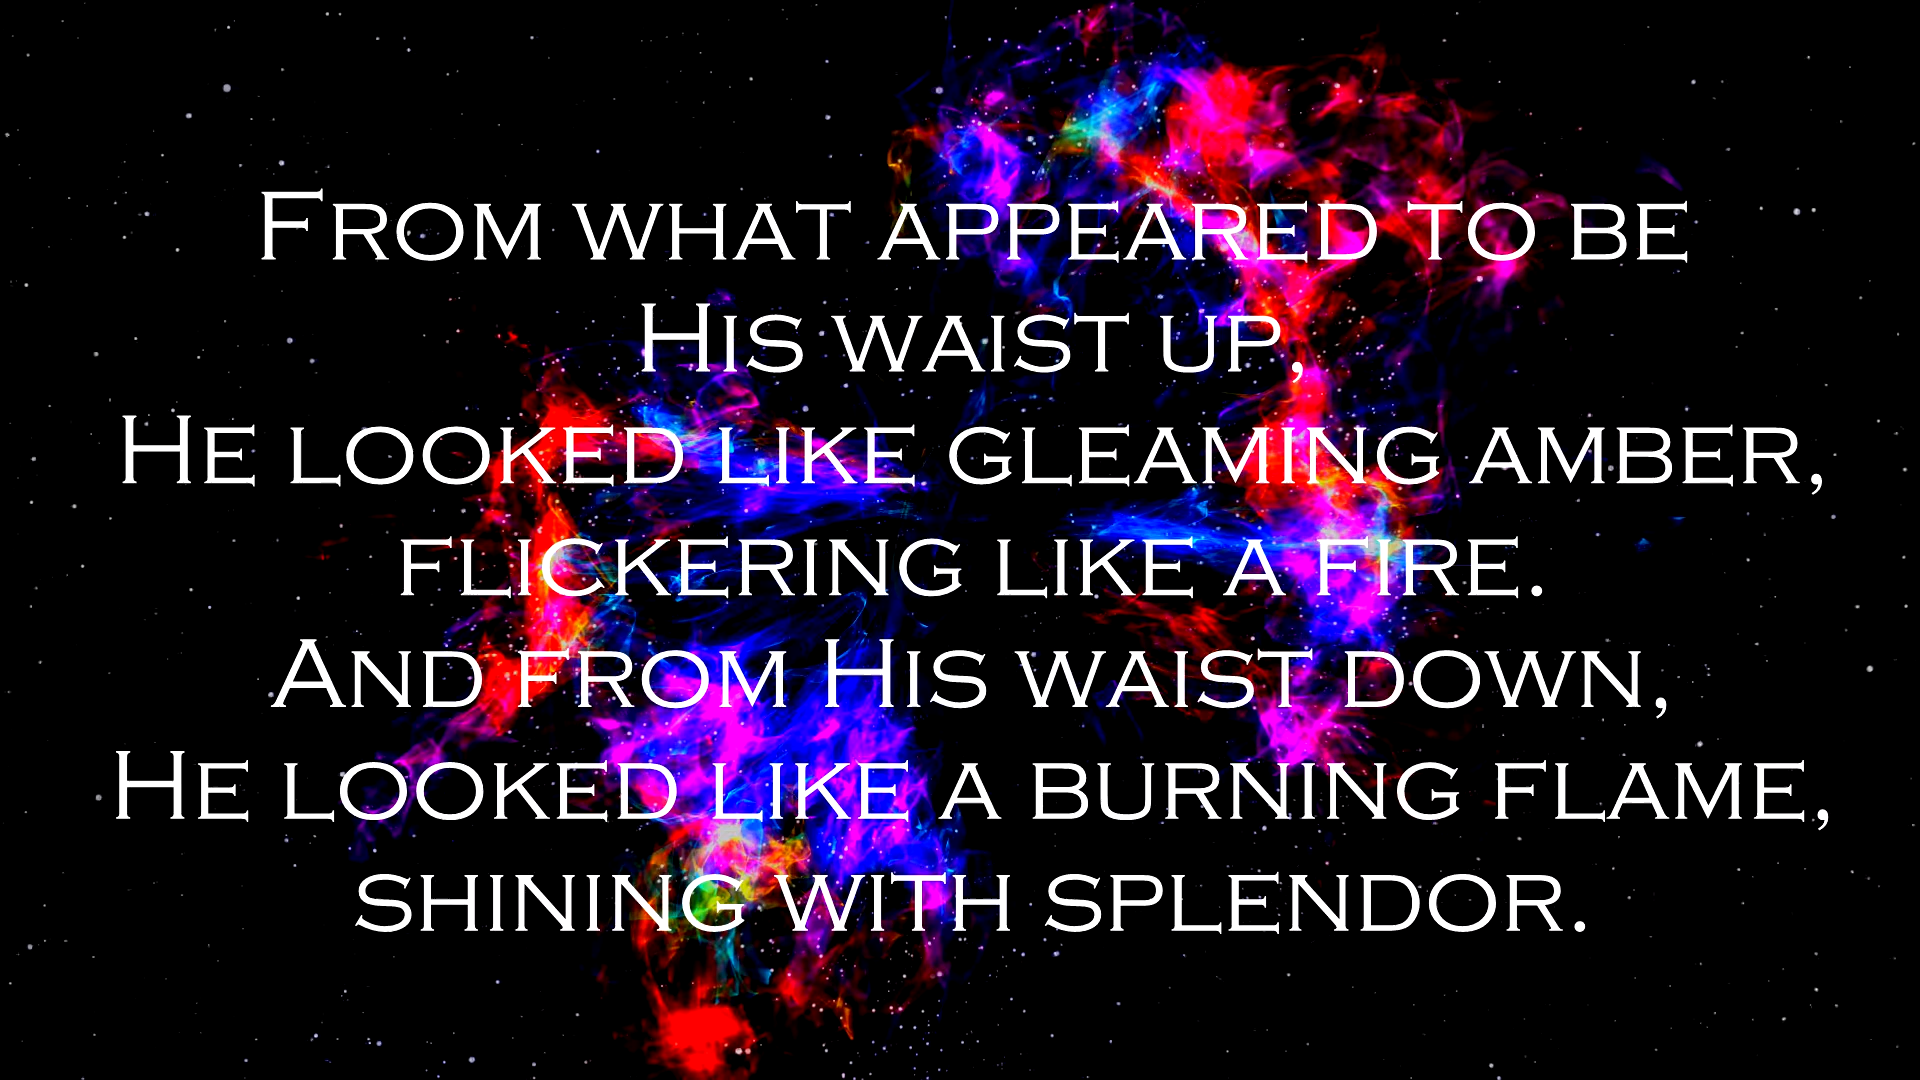 From what appeared to be
His waist up,
He looked like gleaming amber,
flickering like a fire.
And from His waist down,
He looked like a burning flame,
shining with splendor.